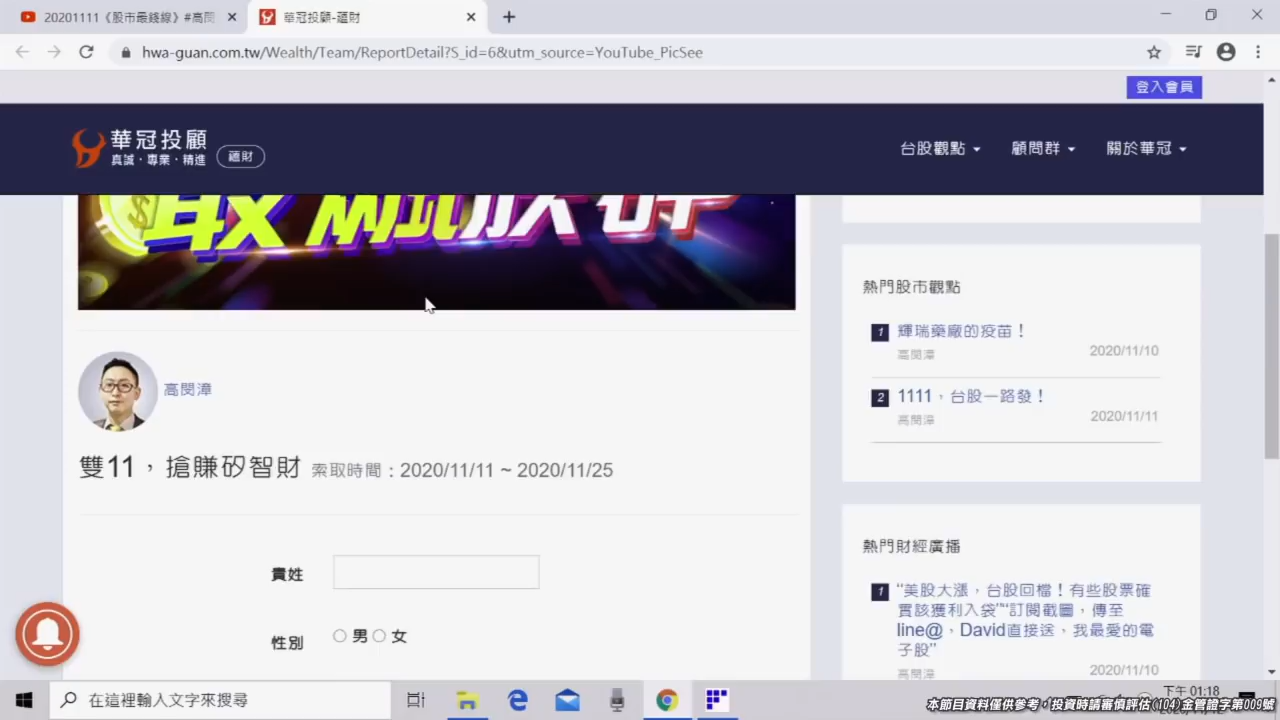 20201111《股市最錢線》#高閔
華冠投顧-蘊財
hwa-guan.com.tw/Wealth/Team/ReportDetail?S_id=6&utm_source=YouTube_PicSee
登入會員
華冠投顧
真誠·專業·精進
蘊財
台股觀點
顧問群
關於華冠
熱門股市觀點
1 輝瑞藥廠的疫苗！
高閔漳 2020/11/10
2 1111，台股一路發！
高閔漳 2020/11/11
高閔漳
雙11，搶賺矽智財 索取時間：2020/11/11 ~ 2020/11/25
貴姓
性別 男 女
熱門財經廣播
1 “美股大漲，台股回檔！有些股票確
實該獲利入袋”“訂閱截圖，傳至
line@，David直接送，我最愛的電
子股”
高閔漳 2020/11/10
在這裡輸入文字來搜尋
下午 01:18
本節目資料僅供參考，投資時請審慎評估(104)金管證字第009號